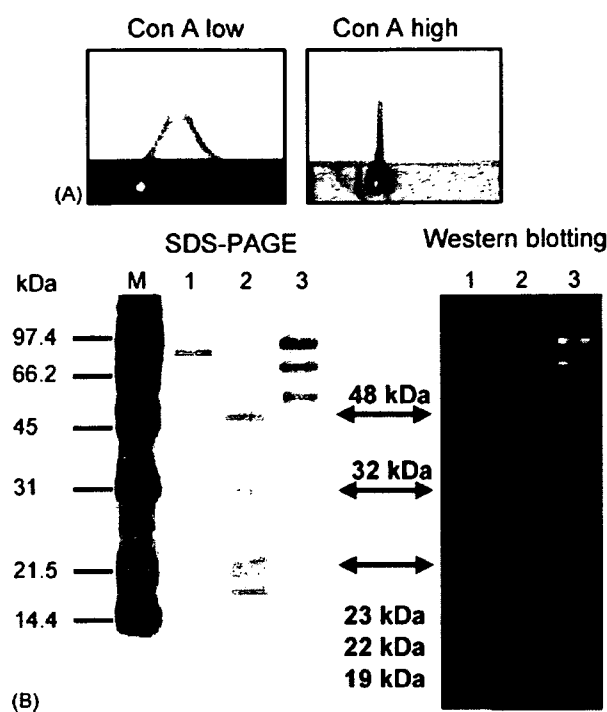 Con A low
Con A high
(A)
SDS-PAGE
Western blotting
kDa
M 1 2 3
1 2 3
97.4
66.2
48 kDa
45
32 kDa
31
21.5
23 kDa
14.4
22 kDa
19 kDa
(B)